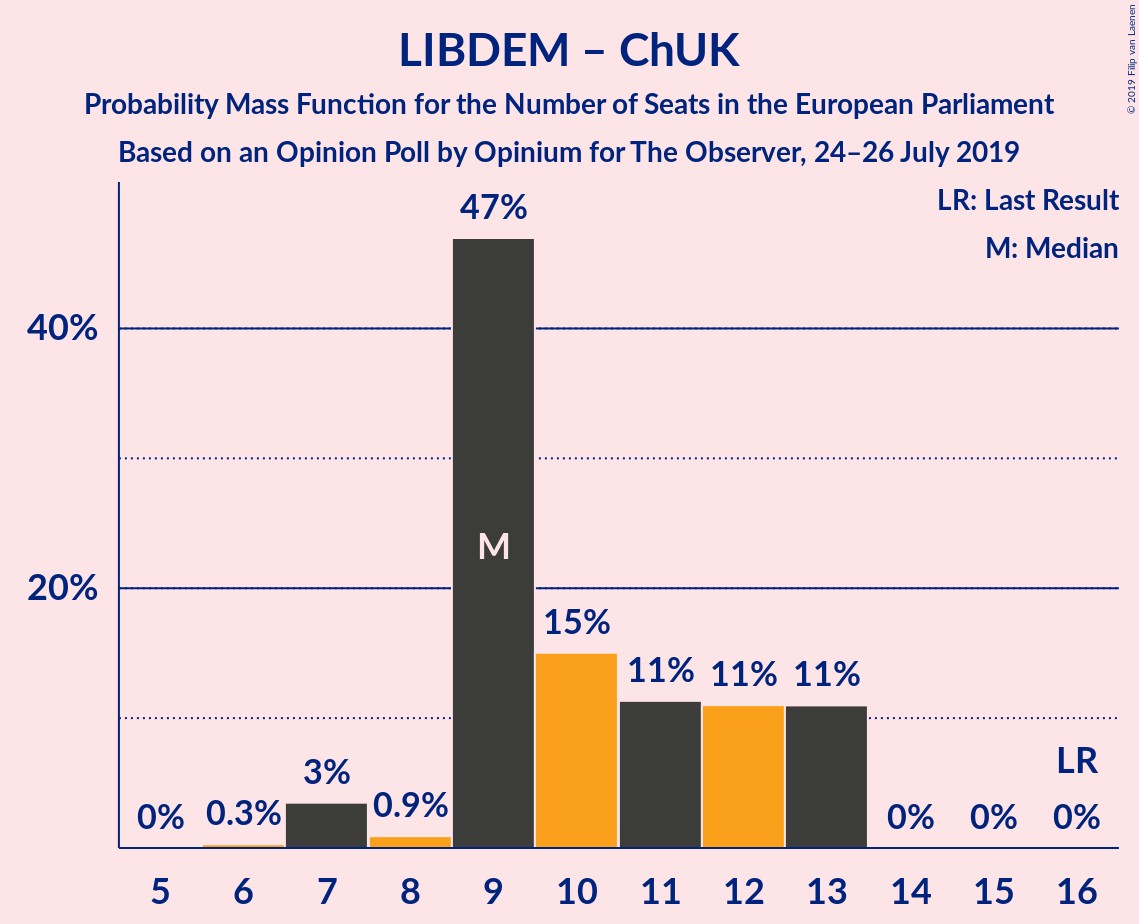 LIBDEM – ChUK
Probability Mass Function for the Number of Seats in the European Parliament
Based on an Opinion Poll by Opinium for The Observer, 24–26 July 2019
© 2019 Filip van Laenen
LR: Last Result
M: Median
47%
40%
M
20%
15%
11%
11%
11%
3%
0.9%
0.3%
0%
LR
0%
0%
0%
5 6 7 8 9 10 11 12 13 14 15 16